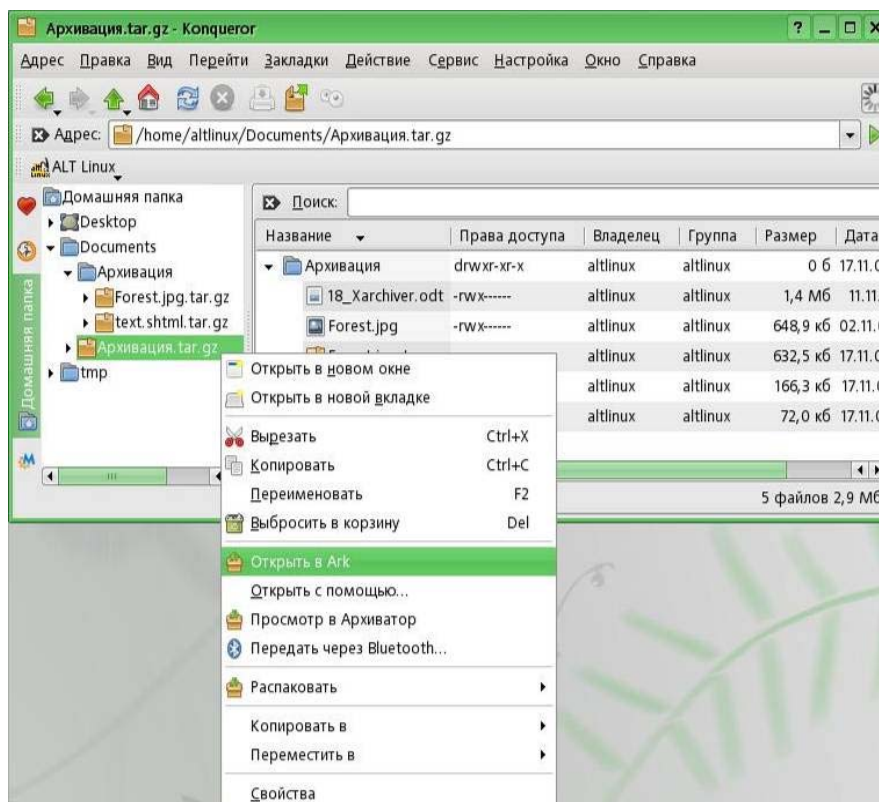 Архивация.tar.gz - Konqueror
Адрес Правка Вид Перейти Закладки Действие Сервис Настройка Окно Справка
Адрес: /home/altlinux/Documents/Архивация.tar.gz
ALT Linux
Домашняя папка
Домашняя папка
Desktop
Documents
Архивация
Forest.jpg.tar.gz
text.shtml.tar.gz
Архивация.tar.gz
tmp
Поиск:
Название Права доступа Владелец Группа Размер Дата
Архивация drwxr-xr-x altlinux altlinux 0 б 17.11.0
18_Xarchiver.odt -rwx------ altlinux altlinux 1,4 Мб 11.11.
Forest.jpg -rwx------ altlinux altlinux 648,9 кб 02.11.0
altlinux altlinux 632,5 кб 17.11.0
altlinux altlinux 166,3 кб 17.11.0
altlinux altlinux 72,0 кб 17.11.0
5 файлов 2,9 Мб
Открыть в новом окне
Открыть в новой вкладке
Вырезать Ctrl+X
Копировать Ctrl+C
Переименовать F2
Выбросить в корзину Del
Открыть в Ark
Открыть с помощью...
Просмотр в Архиватор
Передать через Bluetooth...
Распаковать
Копировать в
Переместить в
Свойства